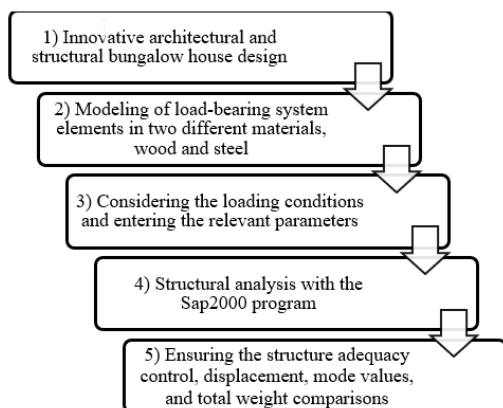 1) Innovative architectural and
structural bungalow house design
2) Modeling of load-bearing system
elements in two different materials,
wood and steel
3) Considering the loading conditions
and entering the relevant parameters
4) Structural analysis with the
Sap2000 program
5) Ensuring the structure adequacy
control, displacement, mode values,
and total weight comparisons